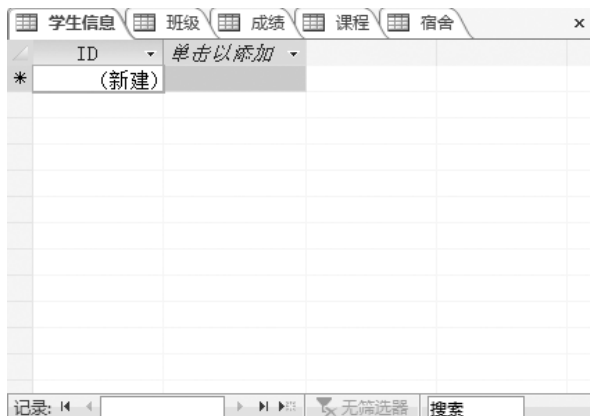 学生信息 班级 成绩 课程 宿舍 ×
ID 单击以添加
* (新建)
记录: 无筛选器 搜索